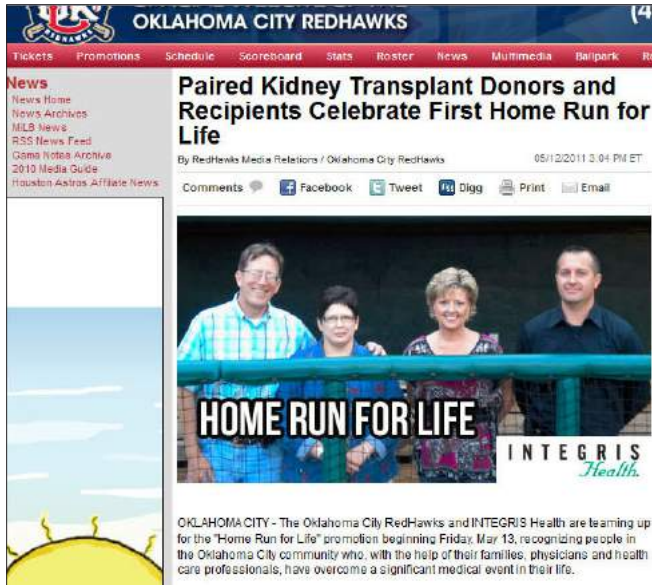 OKLAHOMA CITY REDHAWKS
Tickets Promotions Schedule Scoreboard Stats Roster News Multimedia Ballpark
News
News Home
News Archives
MiLB News
RSS News Feed
Game Notes Archive
2010 Media Guide
Houston Astros Affiliate News
Paired Kidney Transplant Donors and
Recipients Celebrate First Home Run for
Life
By RedHawks Media Relations / Oklahoma City RedHawks 05/12/2011 3:04 PM ET
Comments Facebook Tweet Digg Print Email
HOME RUN FOR LIFE
INTEGRIS
Health.
OKLAHOMA CITY - The Oklahoma City RedHawks and INTEGRIS Health are teaming up
for the "Home Run for Life" promotion beginning Friday, May 13, recognizing people in
the Oklahoma City community who, with the help of their families, physicians and health
care professionals, have overcome a significant medical event in their life.